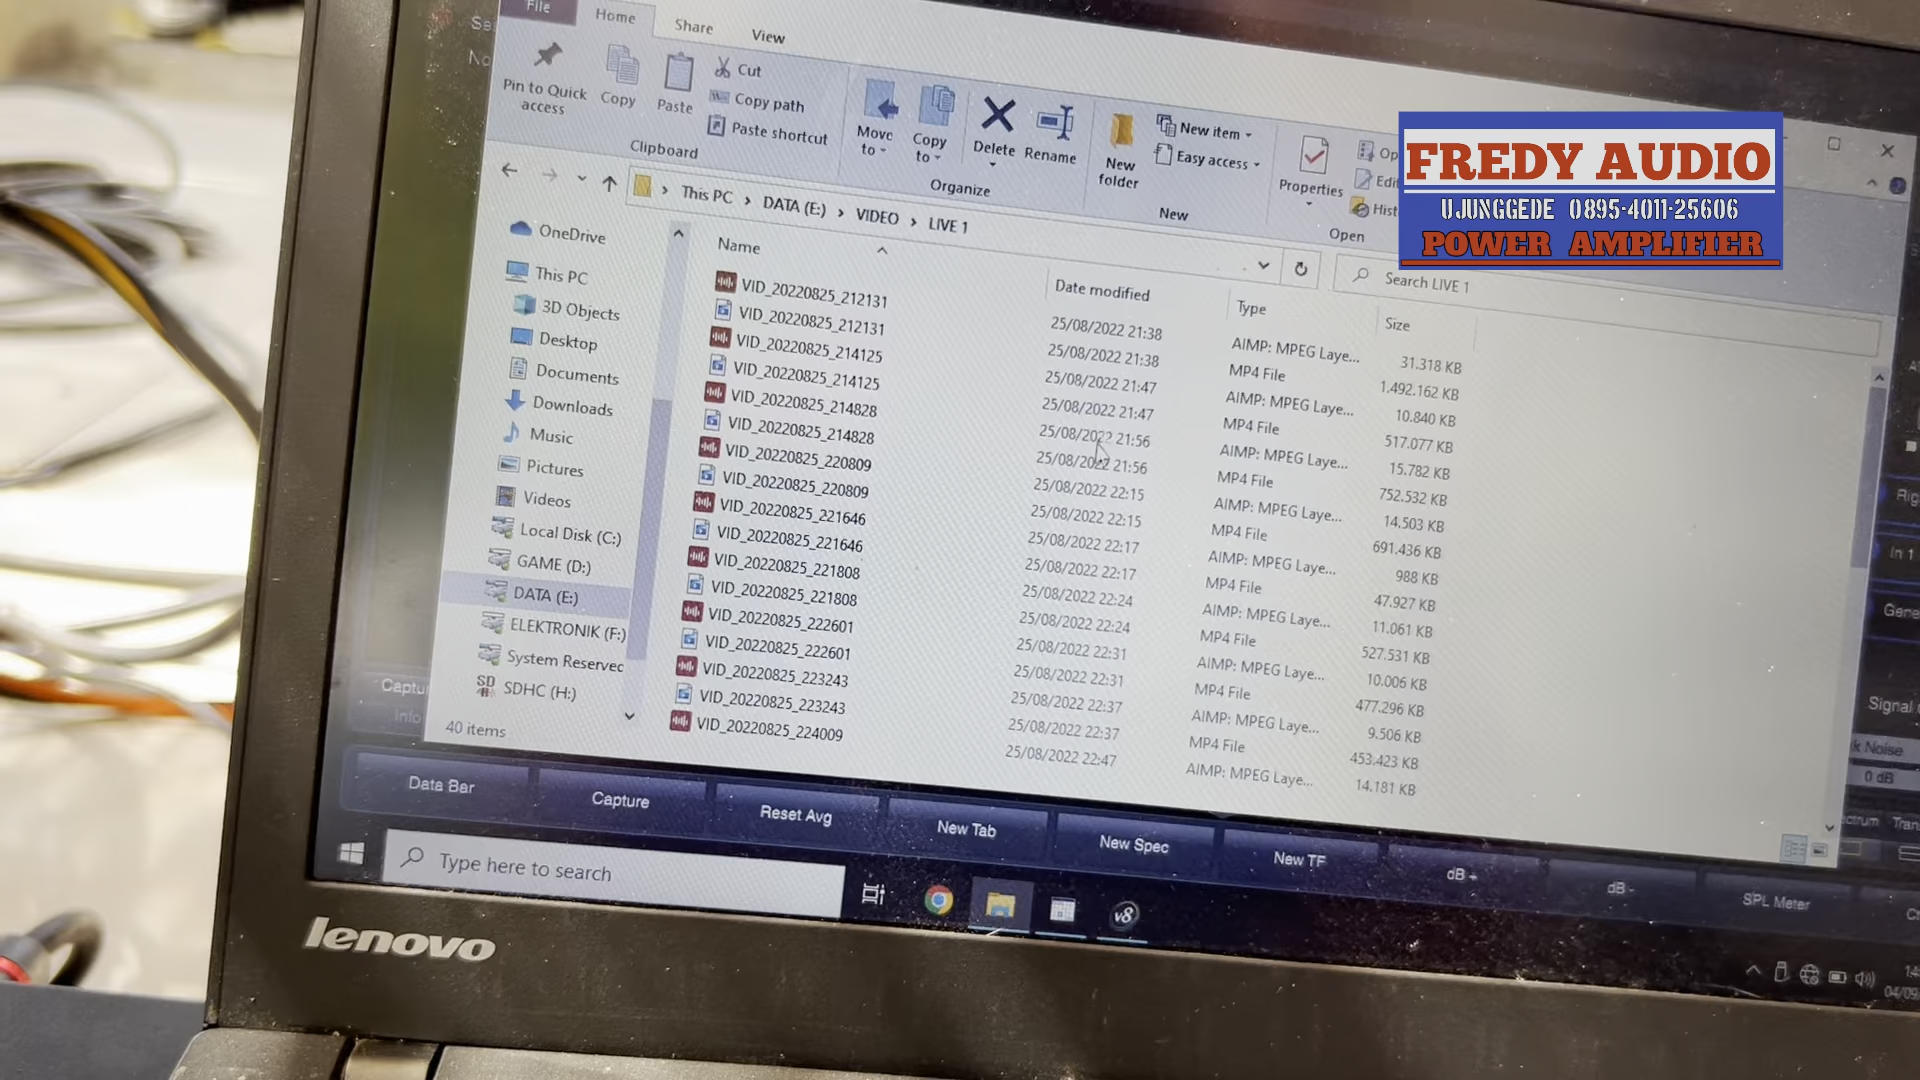 File
Home
Share
View
Pin to Quick access
Copy
Paste
Cut
Copy path
Paste shortcut
Clipboard
Move to
Copy to
Delete
Rename
Organize
New folder
New item
Easy access
New
Properties
Open
FREDY AUDIO
UJUNGGEDE 0895-4011-25606
POWER AMPLIFIER
This PC > DATA (E:) > VIDEO > LIVE 1
Search LIVE 1
OneDrive
This PC
3D Objects
Desktop
Documents
Downloads
Music
Pictures
Videos
Local Disk (C:)
GAME (D:)
DATA (E:)
ELEKTRONIK (F:)
System Reserved
SDHC (H:)
40 items
Name Date modified Type Size
VID_20220825_212131 25/08/2022 21:38 AIMP: MPEG Laye... 31.318 KB
VID_20220825_212131 25/08/2022 21:38 MP4 File 1.492.162 KB
VID_20220825_214125 25/08/2022 21:47 AIMP: MPEG Laye... 10.840 KB
VID_20220825_214125 25/08/2022 21:47 MP4 File 517.077 KB
VID_20220825_214828 25/08/2022 21:56 AIMP: MPEG Laye... 15.782 KB
VID_20220825_214828 25/08/2022 21:56 MP4 File 752.532 KB
VID_20220825_220809 25/08/2022 22:15 AIMP: MPEG Laye... 14.503 KB
VID_20220825_220809 25/08/2022 22:15 MP4 File 691.436 KB
VID_20220825_221646 25/08/2022 22:17 AIMP: MPEG Laye... 988 KB
VID_20220825_221646 25/08/2022 22:17 MP4 File 47.927 KB
VID_20220825_221808 25/08/2022 22:24 AIMP: MPEG Laye... 11.061 KB
VID_20220825_221808 25/08/2022 22:24 MP4 File 527.531 KB
VID_20220825_222601 25/08/2022 22:31 AIMP: MPEG Laye... 10.006 KB
VID_20220825_222601 25/08/2022 22:31 MP4 File 477.296 KB
VID_20220825_223243 25/08/2022 22:37 AIMP: MPEG Laye... 9.506 KB
VID_20220825_223243 25/08/2022 22:37 MP4 File 453.423 KB
VID_20220825_224009 25/08/2022 22:47 AIMP: MPEG Laye... 14.181 KB
In 1
Signal
Noise
0 dB
Data Bar
Capture
Reset Avg
New Tab
New Spec
New TF
dB +
dB -
SPL Meter
Type here to search
v8
lenovo